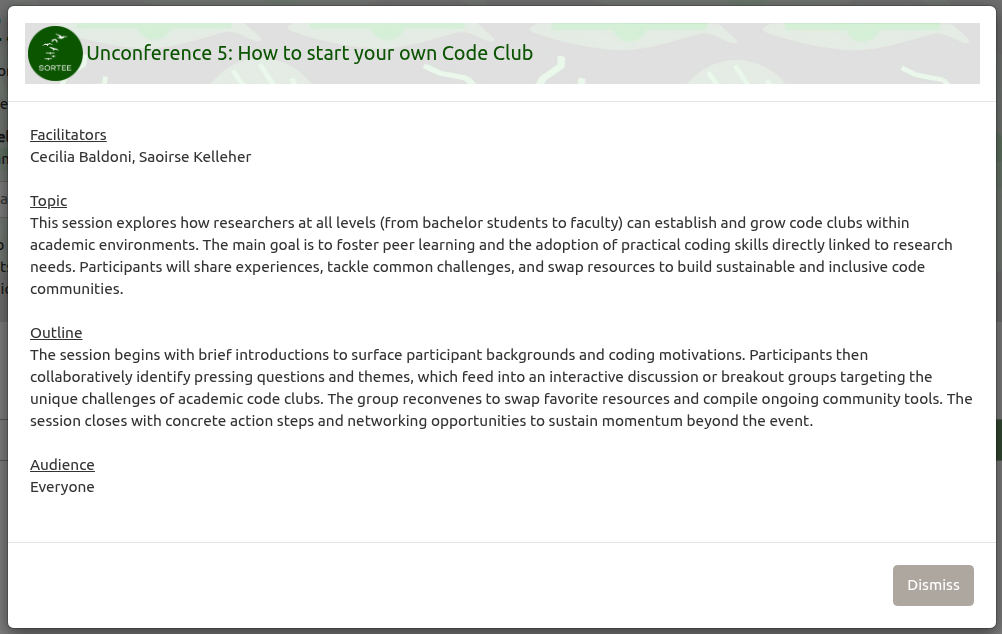 SORTEE
Unconference 5: How to start your own Code Club
Facilitators
Cecilia Baldoni, Saoirse Kelleher
Topic
This session explores how researchers at all levels (from bachelor students to faculty) can establish and grow code clubs within
academic environments. The main goal is to foster peer learning and the adoption of practical coding skills directly linked to research
needs. Participants will share experiences, tackle common challenges, and swap resources to build sustainable and inclusive code
communities.
Outline
The session begins with brief introductions to surface participant backgrounds and coding motivations. Participants then
collaboratively identify pressing questions and themes, which feed into an interactive discussion or breakout groups targeting the
unique challenges of academic code clubs. The group reconvenes to swap favorite resources and compile ongoing community tools. The
session closes with concrete action steps and networking opportunities to sustain momentum beyond the event.
Audience
Everyone
Dismiss